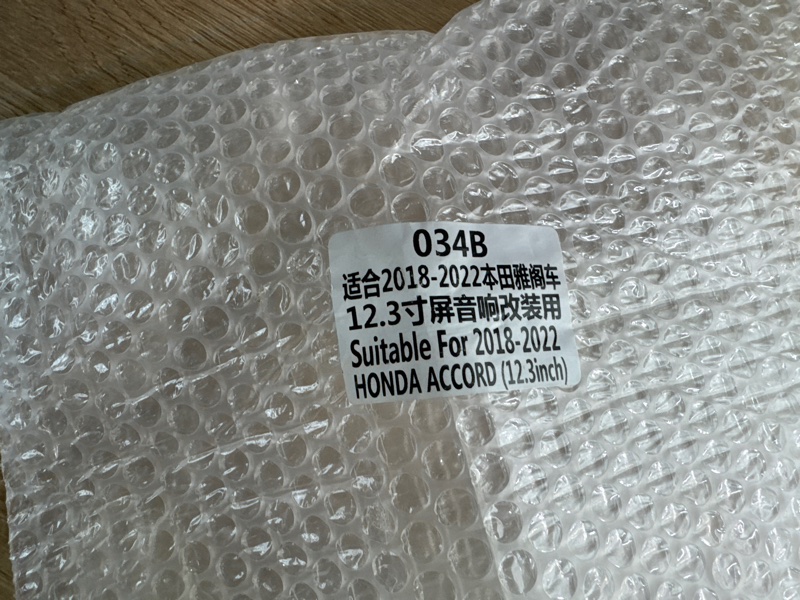 034B
适合2018-2022本田雅阁车
12.3寸屏音响改装用
Suitable For 2018-2022
HONDA ACCORD (12.3inch)